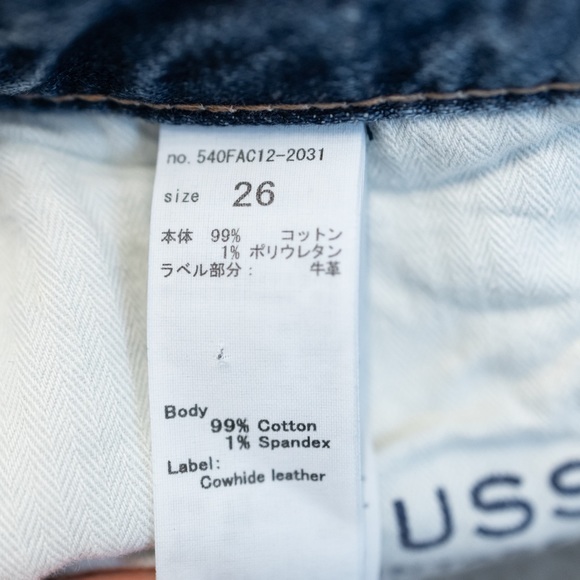 no. 540FAC12-2031
size 26
本体 99% コットン
1% ポリウレタン
ラベル部分: 牛革
Body
99% Cotton
1% Spandex
Label:
Cowhide leather
USS